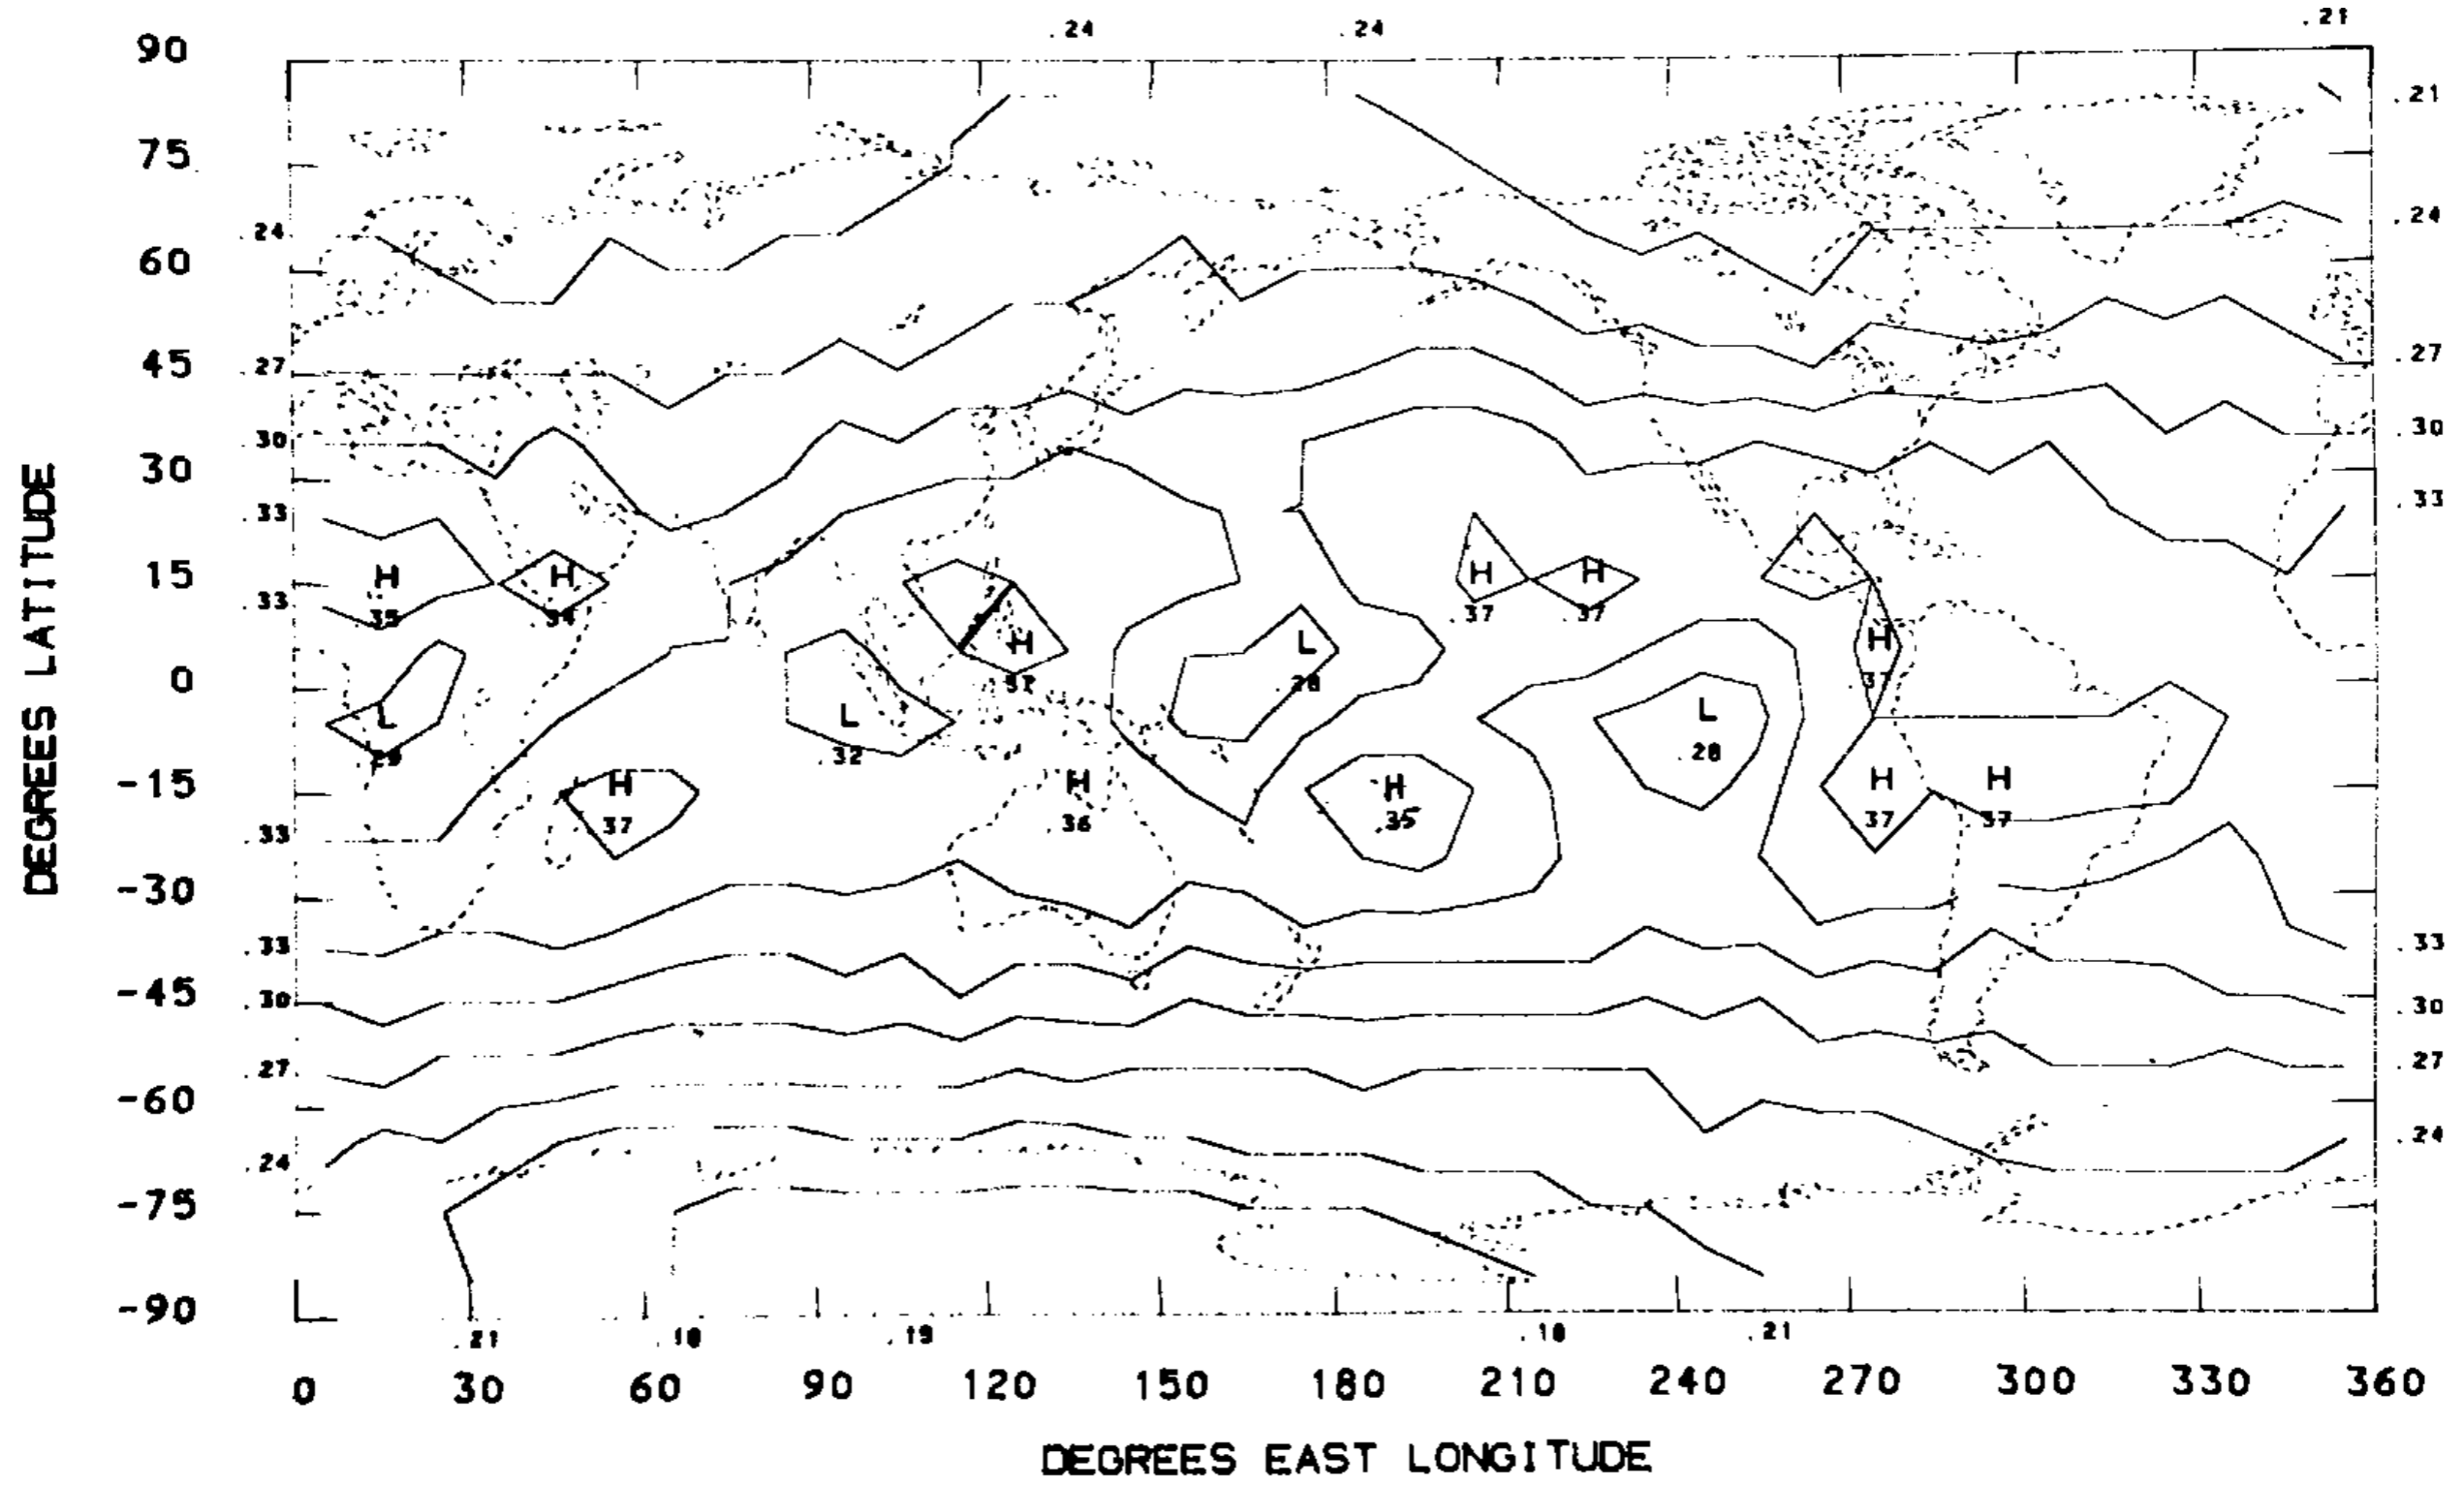 .24 .24 .21
90
.21
75
.24 .24
60
45 .27 .27
.30 .30
30
.33 .33
15 H H H H
.33 .35 .34 .37 .37
H L H
0 37 .28 37
L L L
.29 .32 .28
-15 H H H H H
37 .36 .35 37 37
.33
-30
.33 .33
-45 .30 .30
.27 .27
-60
.24 .24
-75
-90
.21 .18 .19 .18 .21
0 30 60 90 120 150 180 210 240 270 300 330 360
DEGREES EAST LONGITUDE
DEGREES LATITUDE